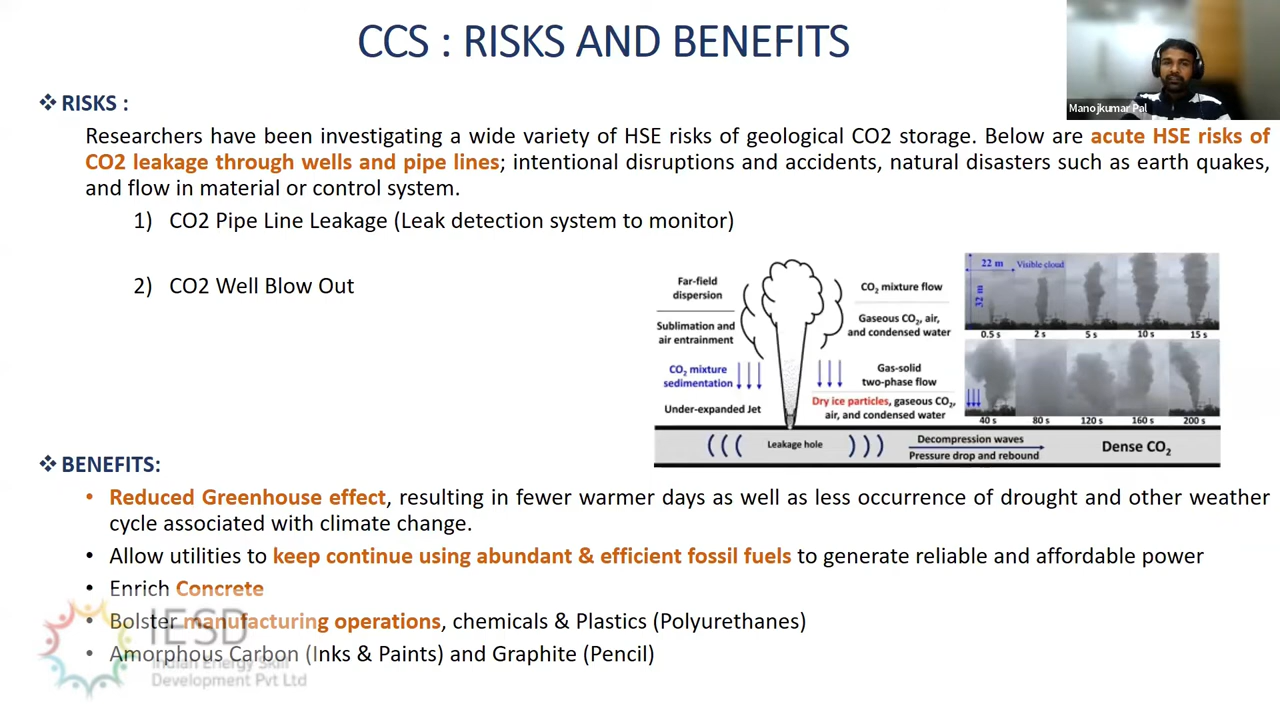 CCS : RISKS AND BENEFITS
Manojkumar Pal
❖ RISKS :
Researchers have been investigating a wide variety of HSE risks of geological CO2 storage. Below are acute HSE risks of
CO2 leakage through wells and pipe lines; intentional disruptions and accidents, natural disasters such as earth quakes,
and flow in material or control system.
1) CO2 Pipe Line Leakage (Leak detection system to monitor)
2) CO2 Well Blow Out
Far-field
dispersion
Sublimation and
air entrainment
CO2 mixture
sedimentation
Under-expanded Jet
CO2 mixture flow
Gaseous CO2, air,
and condensed water
Gas-solid
two-phase flow
Dry ice particles, gaseous CO2,
air, and condensed water
Leakage hole
Decompression waves
Pressure drop and rebound
Dense CO2
22 m Visible cloud
32 m
0.5 s 2 s 5 s 10 s 15 s
40 s 80 s 120 s 160 s 200 s
❖ BENEFITS:
• Reduced Greenhouse effect, resulting in fewer warmer days as well as less occurrence of drought and other weather
cycle associated with climate change.
• Allow utilities to keep continue using abundant & efficient fossil fuels to generate reliable and affordable power
• Enrich Concrete
• Bolster manufacturing operations, chemicals & Plastics (Polyurethanes)
• Amorphous Carbon (Inks & Paints) and Graphite (Pencil)
IESD
Indian Energy Skill
Development Pvt Ltd